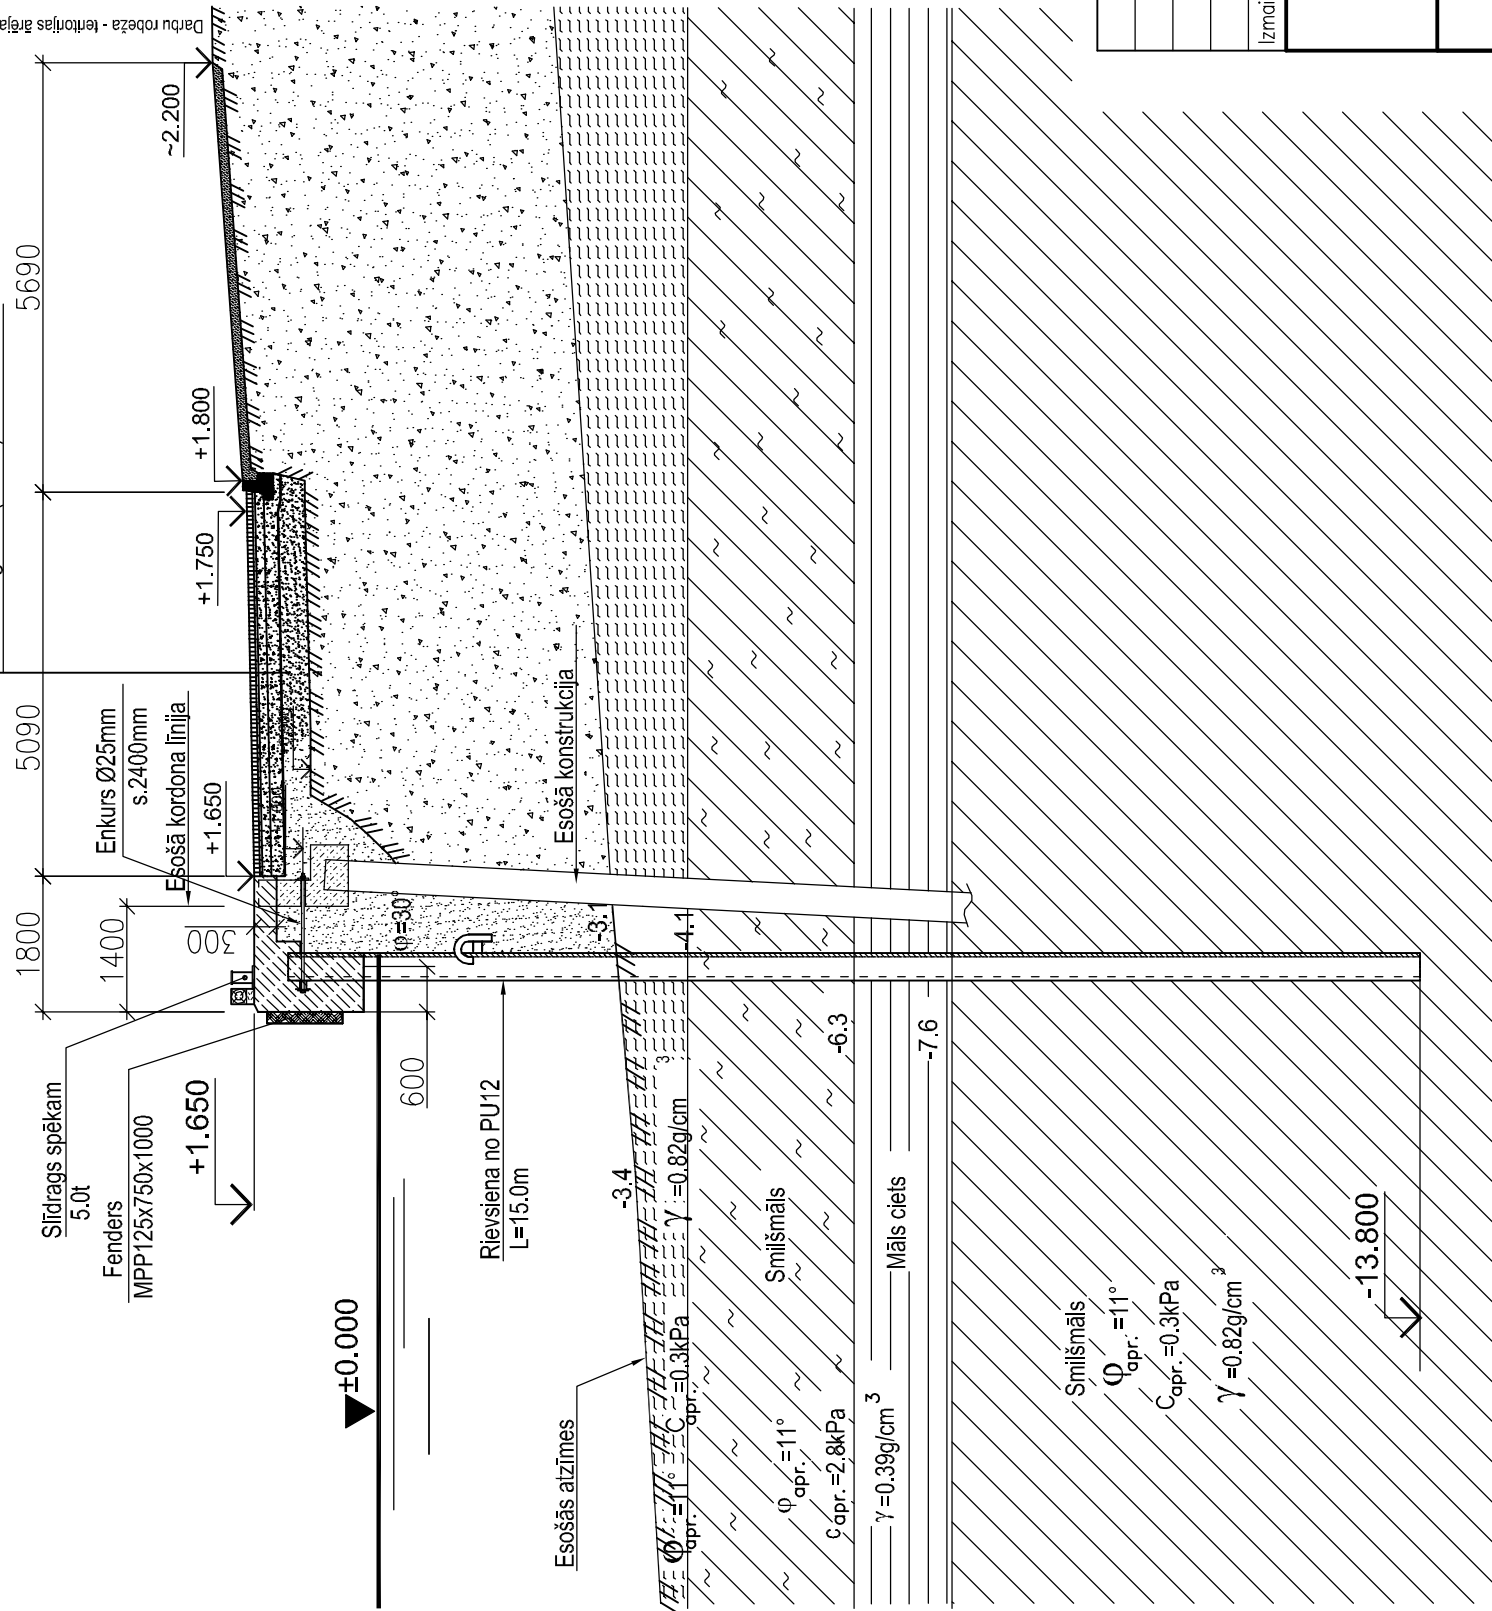 Darbu robeža - teritorijas ārēja
~2.200
5690
+1.800
+1.750
5090
Enkurs Ø25mm
s.2400mm
Esošā kordona līnija
+1.650
Esošā konstrukcija
1800
1400
300
φ=30°
-3.1
-4.1
Slīdrags spēkam
5.0t
Fenders
MPP125x750x1000
+1.650
600
Rievsiena no PU12
L=15.0m
-6.3
-7.6
-3.4
±0.000
Esošās atzīmes
φapr.=11° Capr.=0.3kPa γ=0.82g/cm³
Smilšmāls
φapr.=11°
capr.=2.8kPa
γ=0.39g/cm³
Māls ciets
Smilšmāls
φapr.=11°
Capr.=0.3kPa
γ=0.82g/cm³
-13.800
Izmai